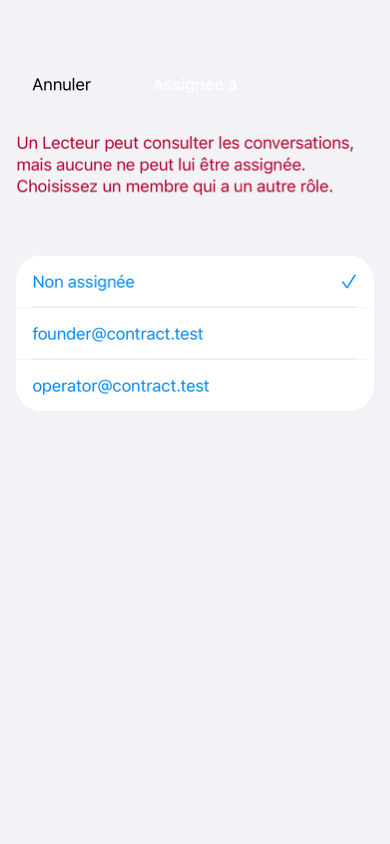 Annuler
Assignée à
Un Lecteur peut consulter les conversations,
mais aucune ne peut lui être assignée.
Choisissez un membre qui a un autre rôle.
Non assignée
founder@contract.test
operator@contract.test